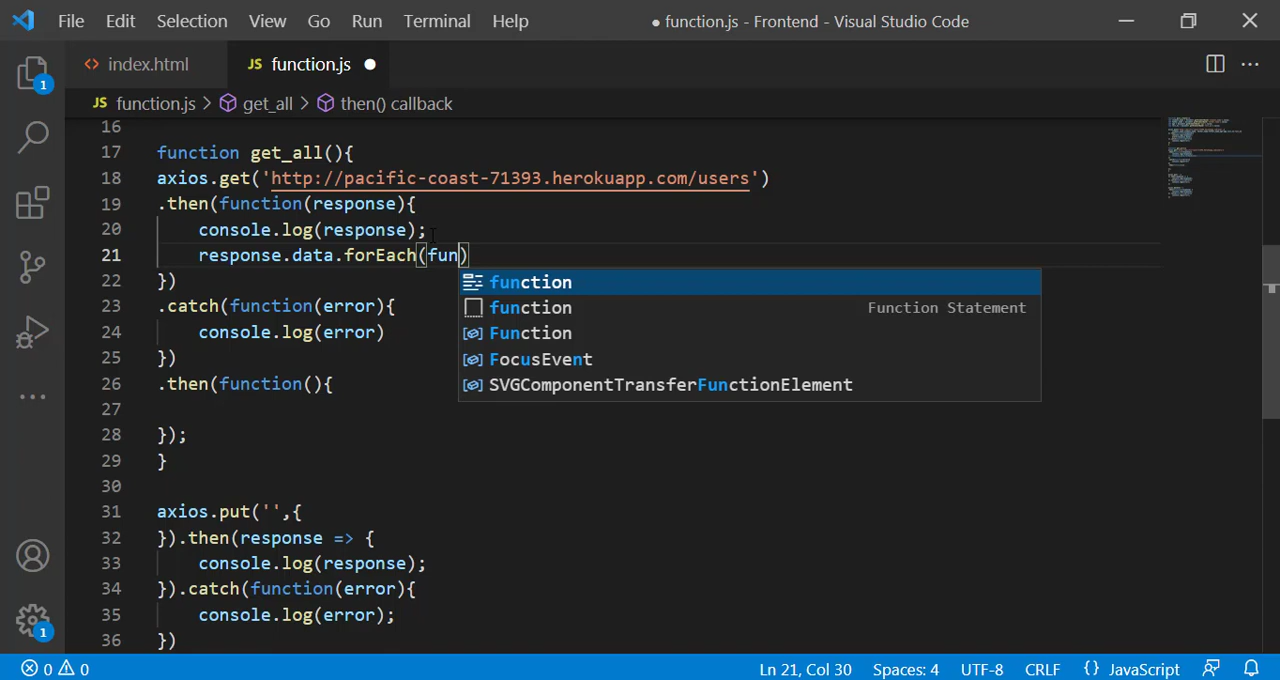 File Edit Selection View Go Run Terminal Help ● function.js - Frontend - Visual Studio Code
1
<> index.html JS function.js ●
JS function.js > get_all > then() callback
16
17 function get_all(){
18 axios.get('http://pacific-coast-71393.herokuapp.com/users')
19 .then(function(response){
20 console.log(response);
21 response.data.forEach(fun)
function
22 })
function Function Statement
23 .catch(function(error){
Function
24 console.log(error)
FocusEvent
25 })
SVGComponentTransferFunctionElement
26 .then(function(){
27
28 });
29 }
30
31 axios.put('',{
32 }).then(response => {
33 console.log(response);
34 }).catch(function(error){
35 console.log(error);
36 })
1
0 0 Ln 21, Col 30 Spaces: 4 UTF-8 CRLF {} JavaScript